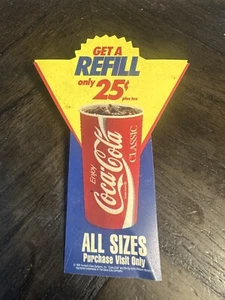 GET A
REFILL
only 25¢ plus tax
Enjoy
Coca-Cola
CLASSIC
ALL SIZES
Purchase Visit Only